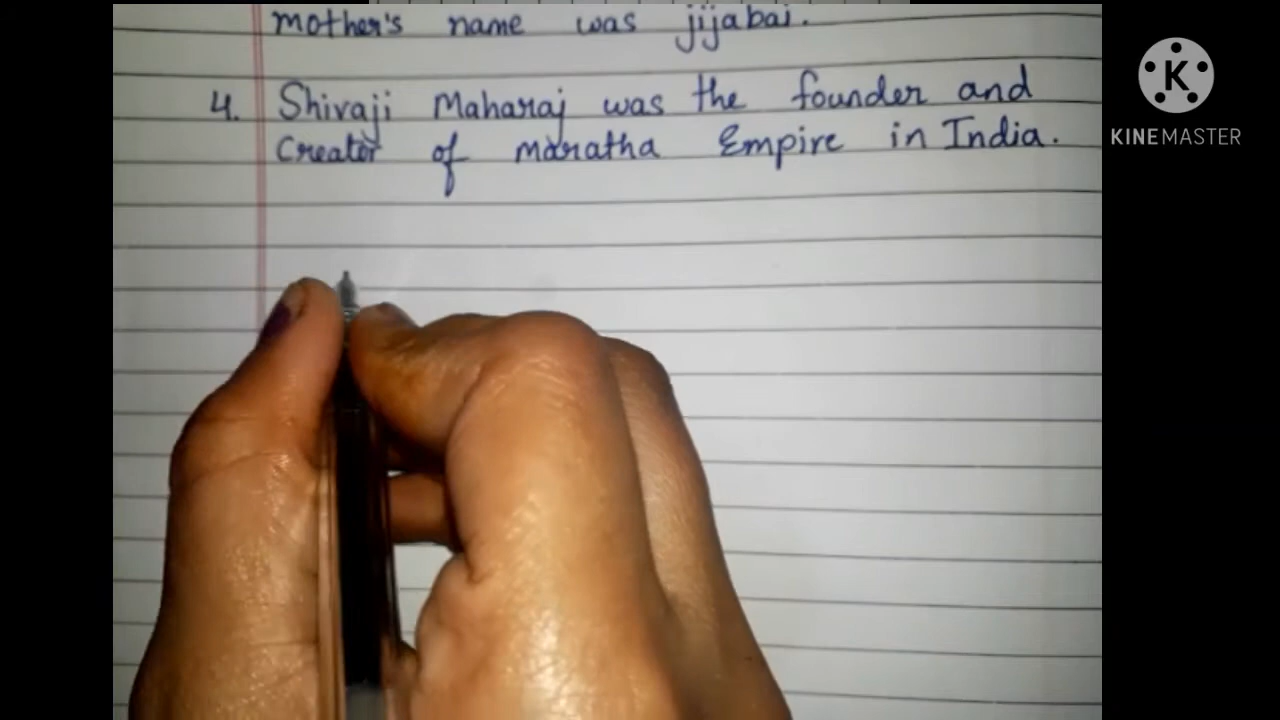 mother's name was jijabai.
4. Shivaji Maharaj was the founder and
Creator of maratha Empire in India.
K
KINEMASTER